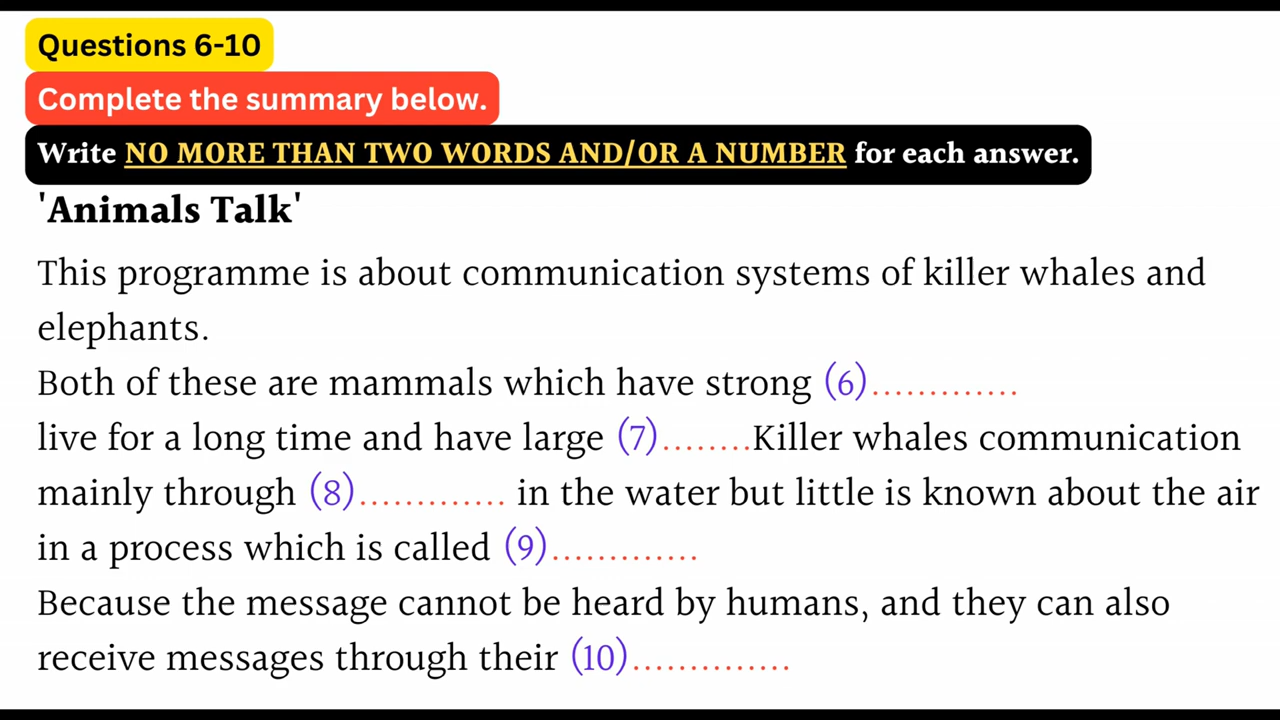 Questions 6-10
Complete the summary below.
Write NO MORE THAN TWO WORDS AND/OR A NUMBER for each answer.
'Animals Talk'
This programme is about communication systems of killer whales and
elephants.
Both of these are mammals which have strong (6).............
live for a long time and have large (7)........Killer whales communication
mainly through (8)............. in the water but little is known about the air
in a process which is called (9).............
Because the message cannot be heard by humans, and they can also
receive messages through their (10)..............